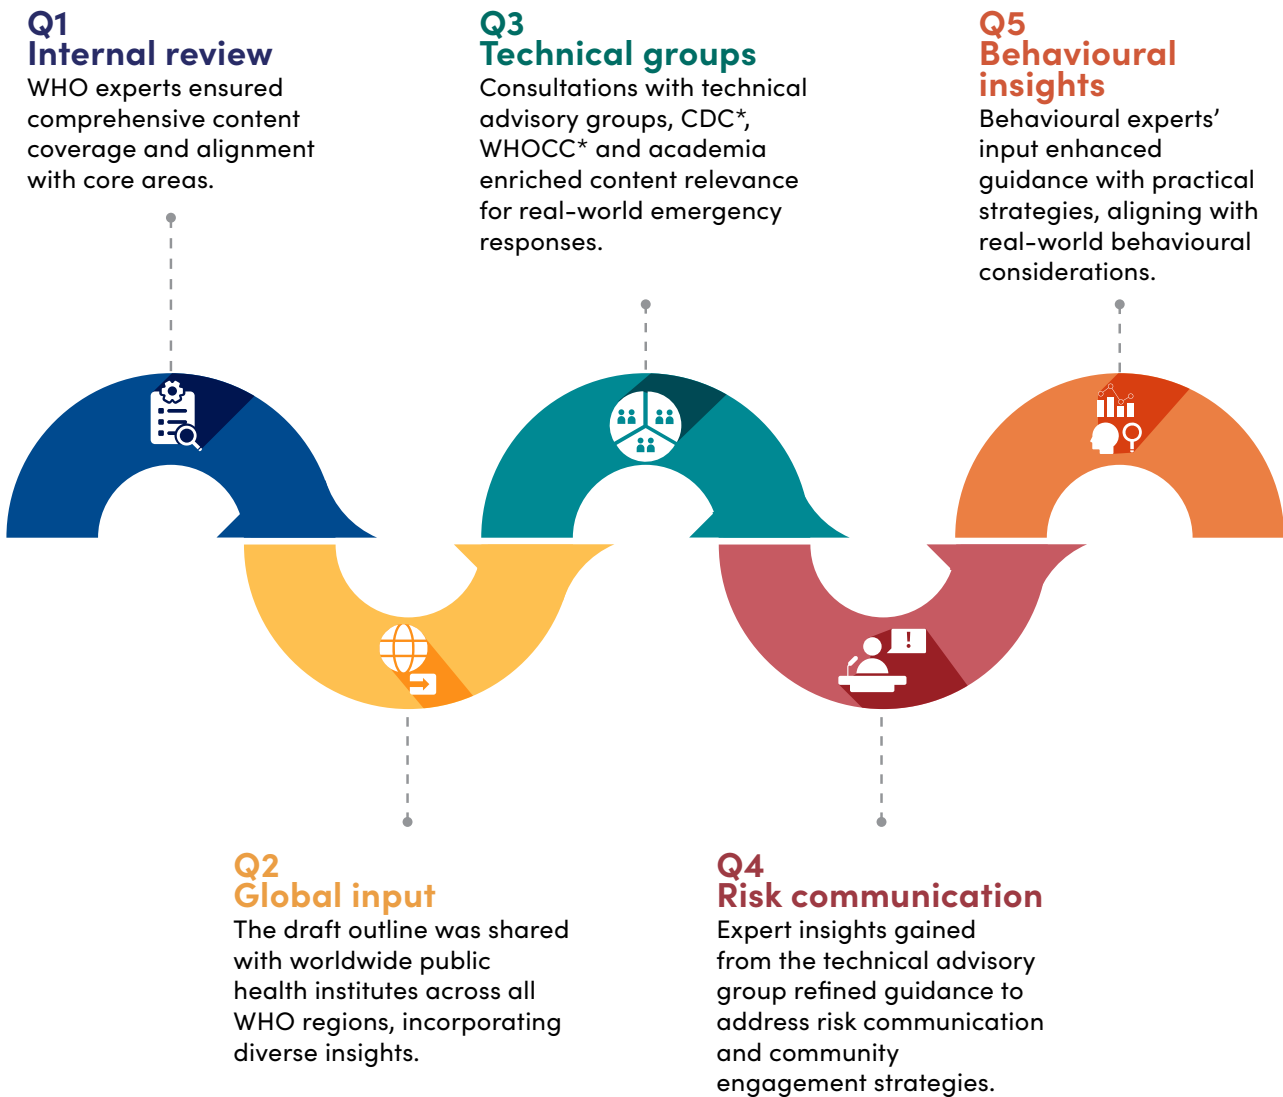 Q1
Internal review
WHO experts ensured
comprehensive content
coverage and alignment
with core areas.
Q3
Technical groups
Consultations with technical
advisory groups, CDC*,
WHOCC* and academia
enriched content relevance
for real-world emergency
responses.
Q5
Behavioural
insights
Behavioural experts’
input enhanced
guidance with practical
strategies, aligning with
real-world behavioural
considerations.
!
Q2
Global input
The draft outline was shared
with worldwide public
health institutes across all
WHO regions, incorporating
diverse insights.
Q4
Risk communication
Expert insights gained
from the technical advisory
group refined guidance to
address risk communication
and community
engagement strategies.